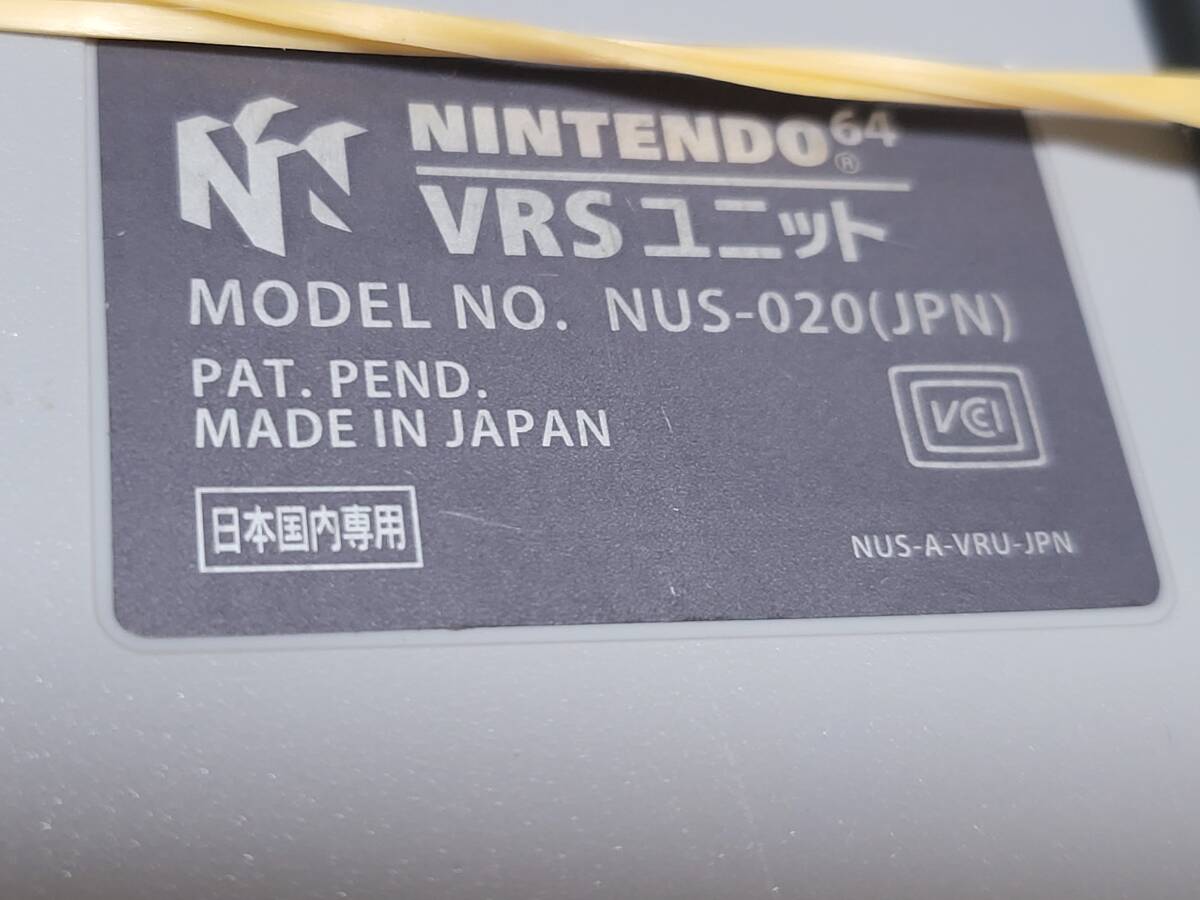 NINTENDO64
®
VRSユニット
MODEL NO. NUS-020(JPN)
PAT. PEND.
MADE IN JAPAN
VCI
日本国内専用
NUS-A-VRU-JPN